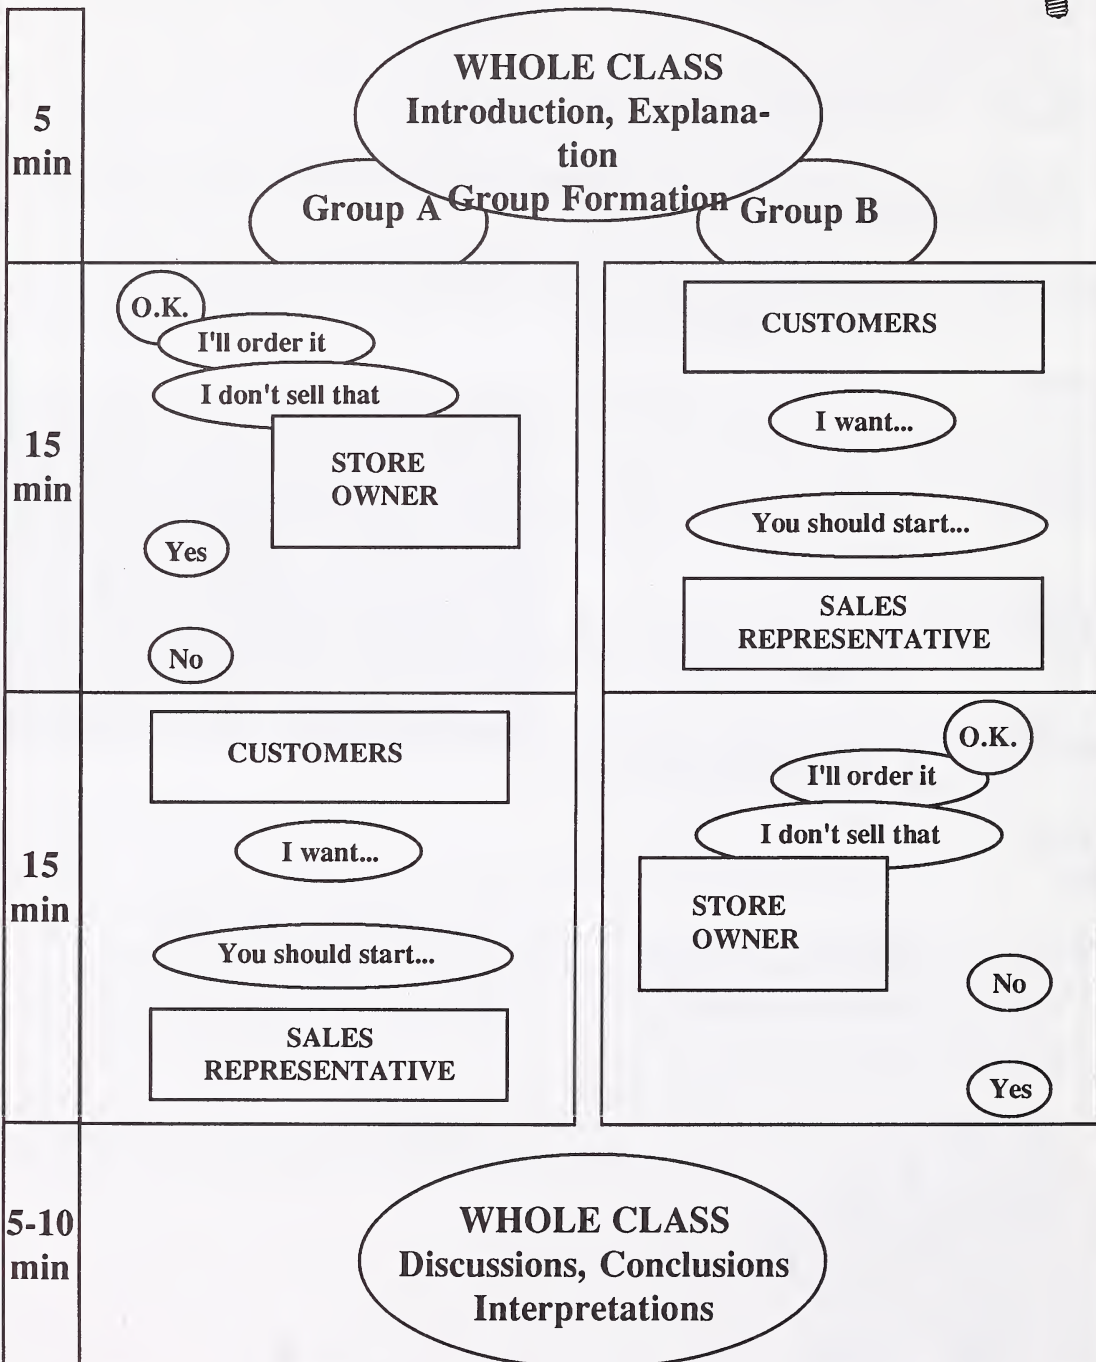 5
min
WHOLE CLASS
Introduction, Explana-
tion
Group Formation
Group A
Group B
15
min
O.K.
I'll order it
I don't sell that
STORE
OWNER
Yes
No
CUSTOMERS
I want...
You should start...
SALES
REPRESENTATIVE
15
min
CUSTOMERS
I want...
You should start...
SALES
REPRESENTATIVE
O.K.
I'll order it
I don't sell that
STORE
OWNER
No
Yes
5-10
min
WHOLE CLASS
Discussions, Conclusions
Interpretations